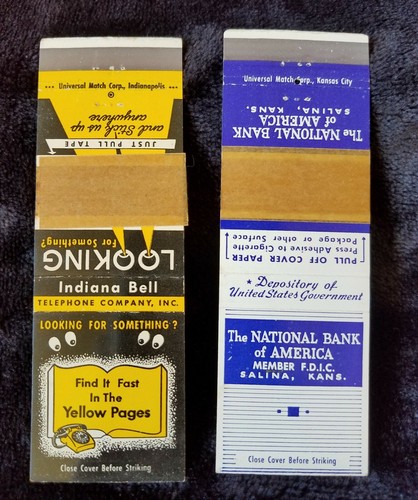 *** Universal Match Corp., Indianapolis ***
and Stick us up
anywhere
JUST PULL TAPE
LOOKING
For Something?
Indiana Bell
TELEPHONE COMPANY, INC.
LOOKING FOR SOMETHING?
Find It Fast
In The
Yellow Pages
Close Cover Before Striking
Universal Match Corp., Kansas City
The NATIONAL BANK
of AMERICA
SALINA, KANS.
PULL OFF COVER PAPER
Press Adhesive to Cigarette
Package or other Surface
* Depository of
United States Government
The NATIONAL BANK
of AMERICA
MEMBER F.D.I.C.
SALINA, KANS.
Close Cover Before Striking